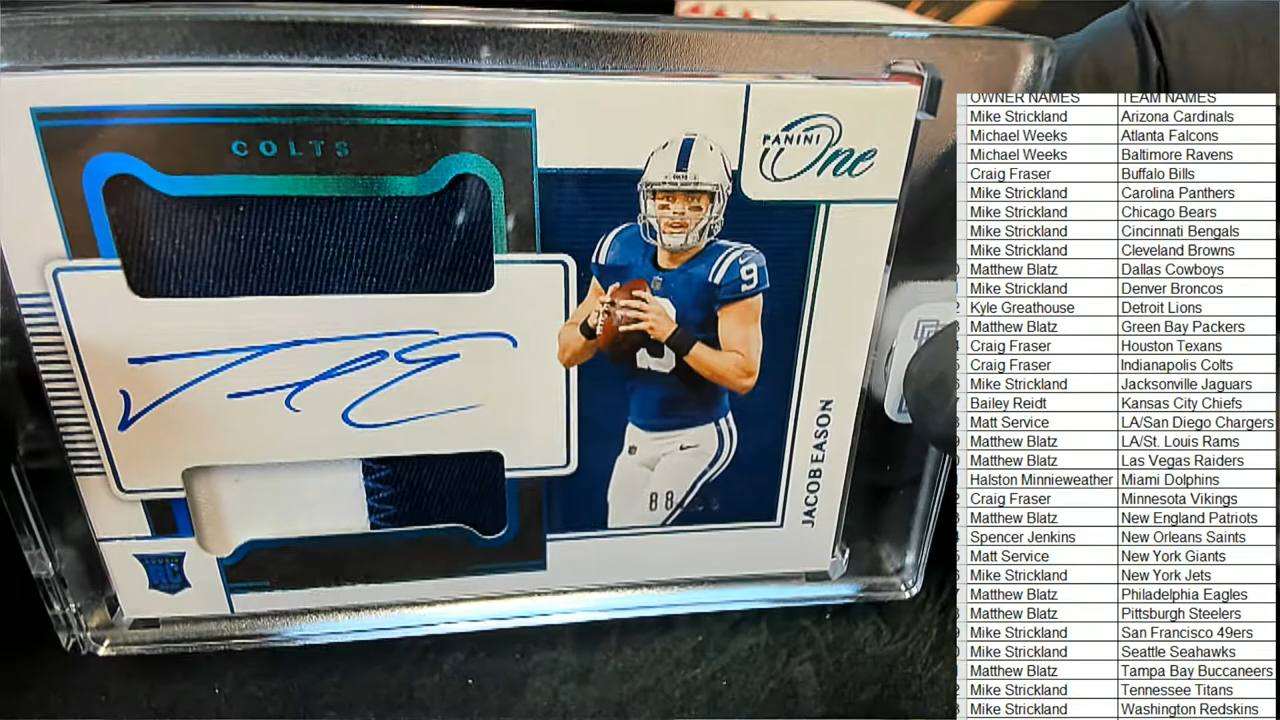 COLTS
PANINI
One
9
9
JACOB EASON
88
RC
OWNER NAMES TEAM NAMES
Mike Strickland Arizona Cardinals
Michael Weeks Atlanta Falcons
Michael Weeks Baltimore Ravens
Craig Fraser Buffalo Bills
Mike Strickland Carolina Panthers
Mike Strickland Chicago Bears
Mike Strickland Cincinnati Bengals
Mike Strickland Cleveland Browns
Matthew Blatz Dallas Cowboys
Mike Strickland Denver Broncos
Kyle Greathouse Detroit Lions
Matthew Blatz Green Bay Packers
Craig Fraser Houston Texans
Craig Fraser Indianapolis Colts
Mike Strickland Jacksonville Jaguars
Bailey Reidt Kansas City Chiefs
Matt Service LA/San Diego Chargers
Matthew Blatz LA/St. Louis Rams
Matthew Blatz Las Vegas Raiders
Halston Minnieweather Miami Dolphins
Craig Fraser Minnesota Vikings
Matthew Blatz New England Patriots
Spencer Jenkins New Orleans Saints
Matt Service New York Giants
Mike Strickland New York Jets
Matthew Blatz Philadelphia Eagles
Matthew Blatz Pittsburgh Steelers
Mike Strickland San Francisco 49ers
Mike Strickland Seattle Seahawks
Matthew Blatz Tampa Bay Buccaneers
Mike Strickland Tennessee Titans
Mike Strickland Washington Redskins